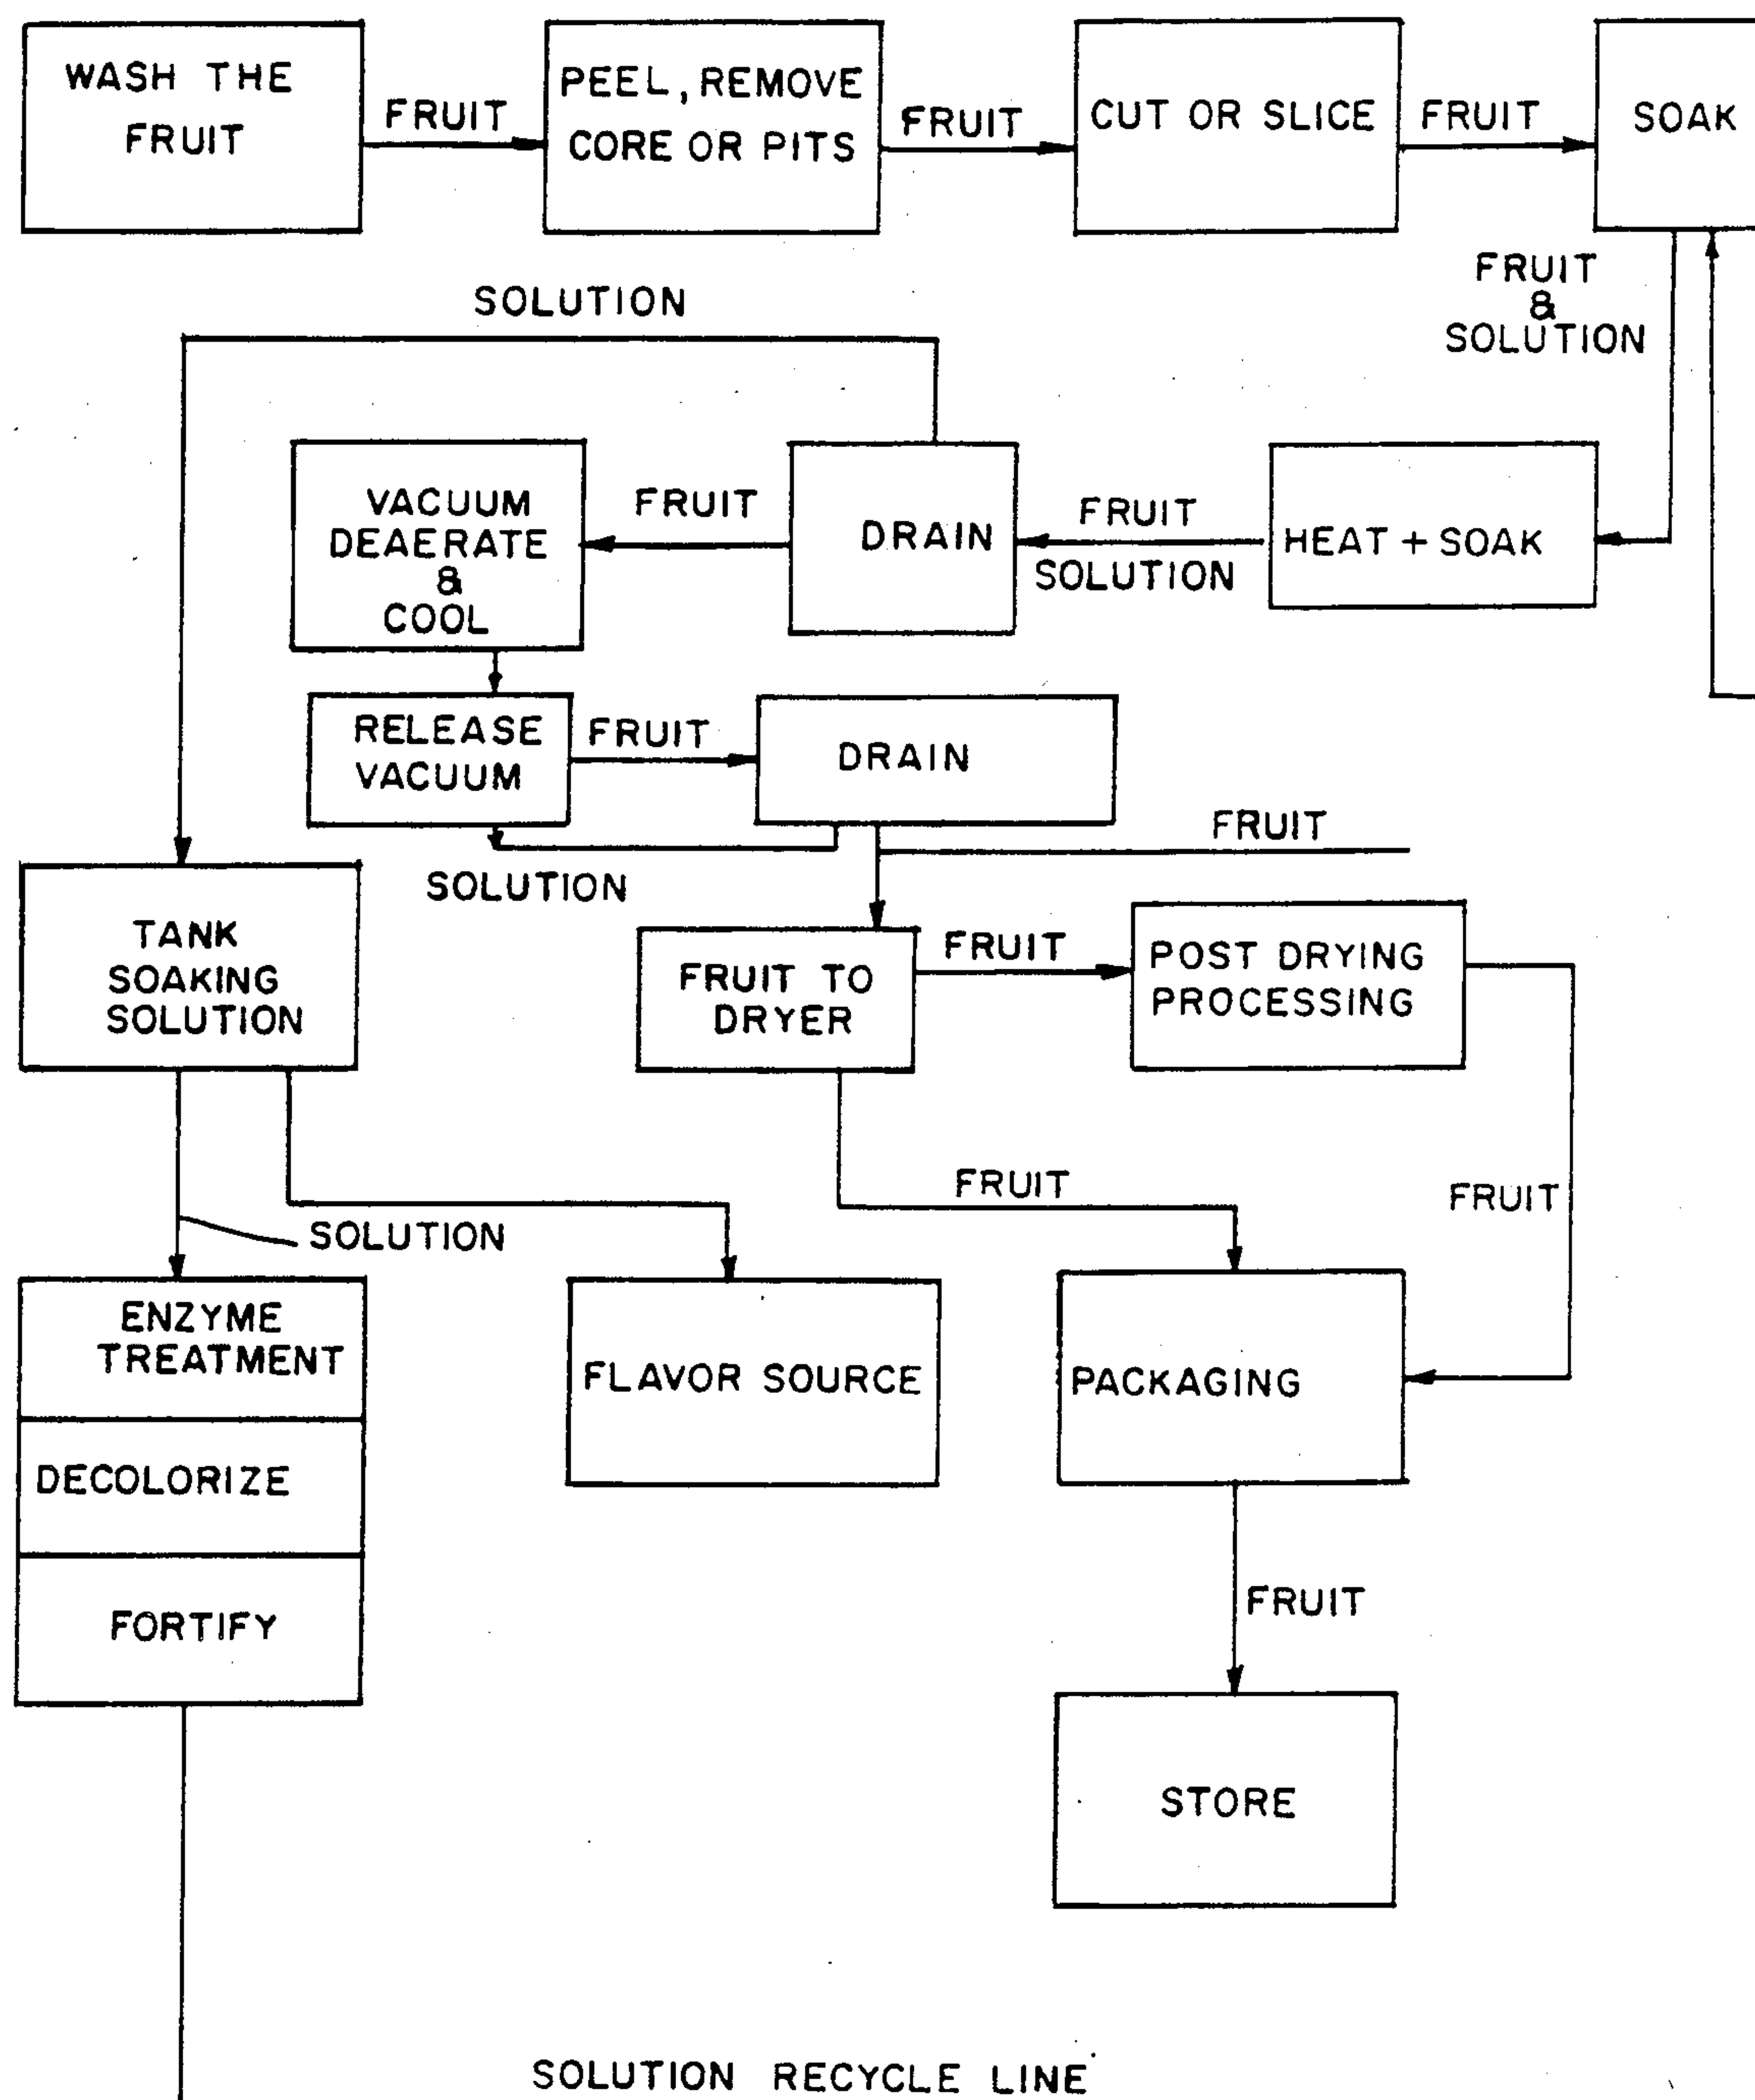 WASH THE
FRUIT
FRUIT
PEEL, REMOVE
CORE OR PITS
FRUIT
CUT OR SLICE
FRUIT
SOAK
FRUIT
&
SOLUTION
SOLUTION
VACUUM
DEAERATE
&
COOL
FRUIT
DRAIN
FRUIT
SOLUTION
HEAT + SOAK
RELEASE
VACUUM
FRUIT
DRAIN
SOLUTION
FRUIT
TANK
SOAKING
SOLUTION
FRUIT TO
DRYER
FRUIT
POST DRYING
PROCESSING
FRUIT
FRUIT
SOLUTION
ENZYME
TREATMENT
DECOLORIZE
FORTIFY
FLAVOR SOURCE
PACKAGING
FRUIT
STORE
SOLUTION RECYCLE LINE